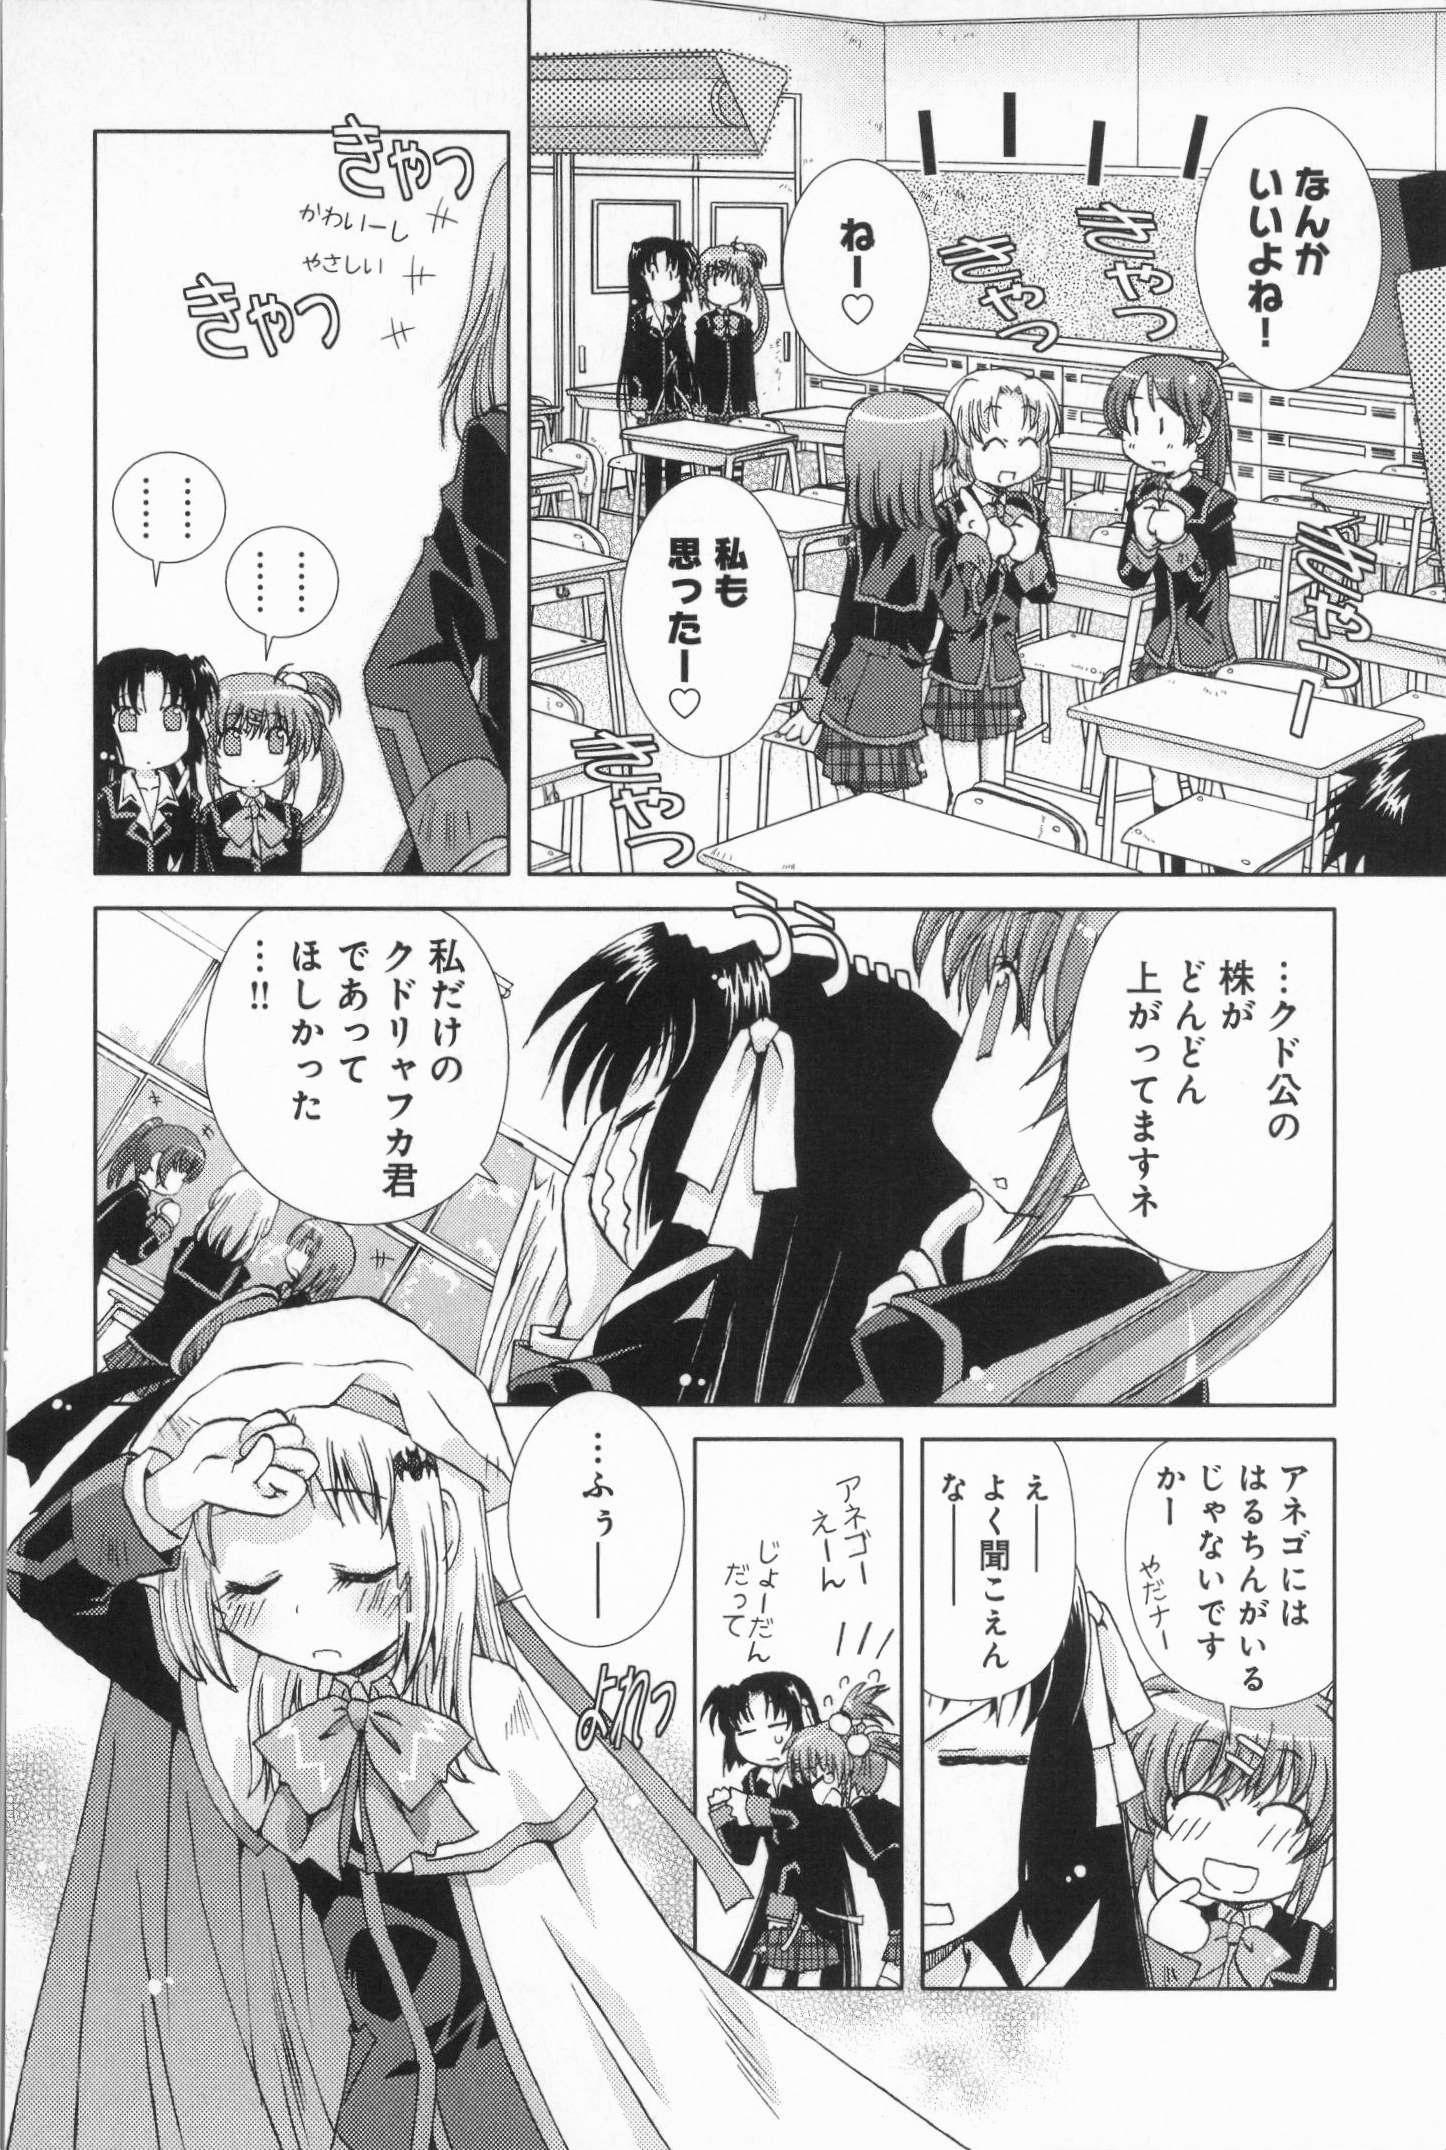 なんか
いいよね！
ねー♡
私も
思ったー♡
きゃっ
きゃっ
きゃっ
きゃっ
きゃっ
かわいーし
やさしい
きゃっ
………
………
………
………
…クド公の
株が
どんどん
上がってますネ
うぅ…
私だけの
クドリャフカ君
であって
ほしかった
…!!
アネゴには
はるちんがいる
じゃないです
かー
やだナー
え——
よく聞こえん
な——
アネゴー
えーん
じょーだん
だって
…ふぅ——
よれっ